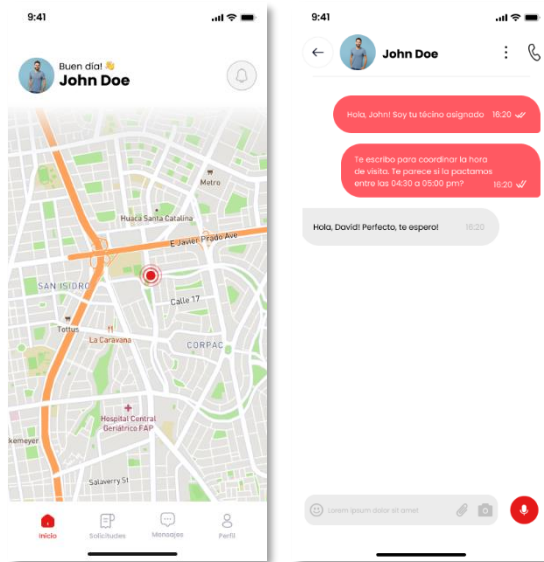 9:41
Buen día! 👋
John Doe
Metro
Huaca Santa Catalina
E Javier Prado Ave
SAN ISIDRO
Calle 17
Tottus
La Caravana
CORPAC
Hospital Central
Geriátrico FAP
kemeyer
Salaverry St
Inicio
Solicitudes
Mensajes
Perfil
9:41
John Doe
Hola, John! Soy tu técino asignado 16:20
Te escribo para coordinar la hora
de visita. Te parece si la pactamos
entre las 04:30 a 05:00 pm? 16:20
Hola, David! Perfecto, te espero! 16:20
Lorem ipsum dolor sit amet